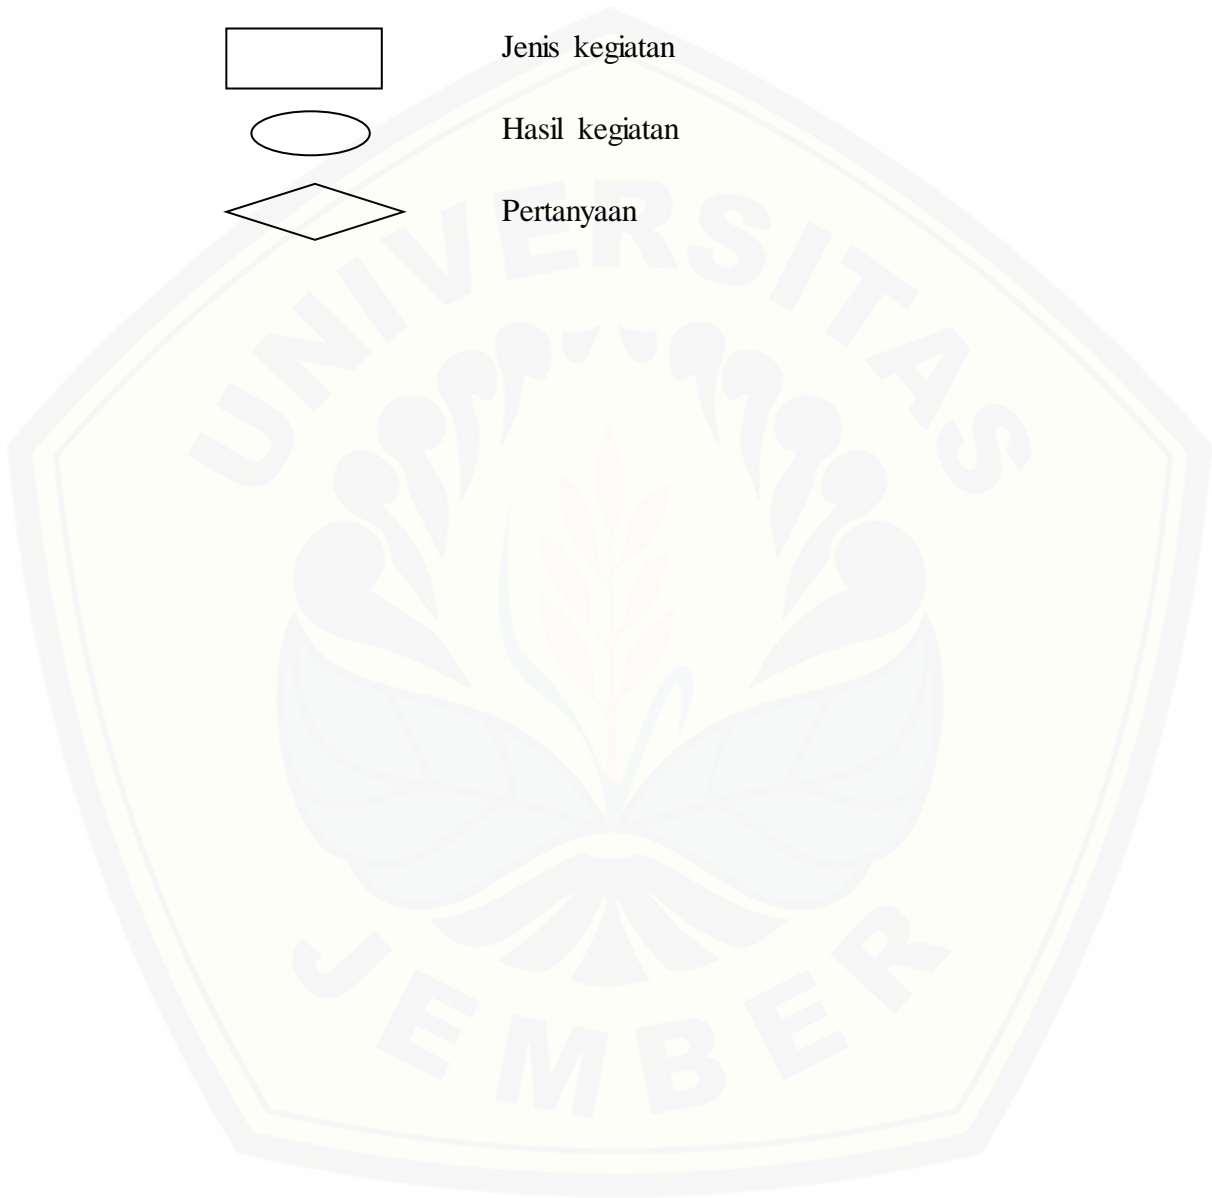 Jenis kegiatan
Hasil kegiatan
Pertanyaan
UNIVERSITAS
JEMBER